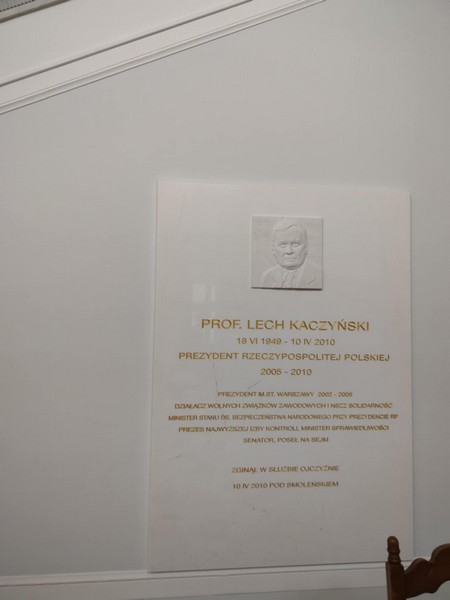 PROF. LECH KACZYŃSKI
18 VI 1949 - 10 IV 2010
PREZYDENT RZECZYPOSPOLITEJ POLSKIEJ
2005 - 2010
PREZYDENT M.ST. WARSZAWY 2002 - 2005
DZIAŁACZ WOLNYCH ZWIĄZKÓW ZAWODOWYCH I NSZZ SOLIDARNOŚĆ
MINISTER STANU DS. BEZPIECZEŃSTWA NARODOWEGO PRZY PREZYDENCIE RP
PREZES NAJWYŻSZEJ IZBY KONTROLI, MINISTER SPRAWIEDLIWOŚCI
SENATOR, POSEŁ NA SEJM
ZGINĄŁ W SŁUŻBIE OJCZYŹNIE
10 IV 2010 POD SMOLEŃSKIEM